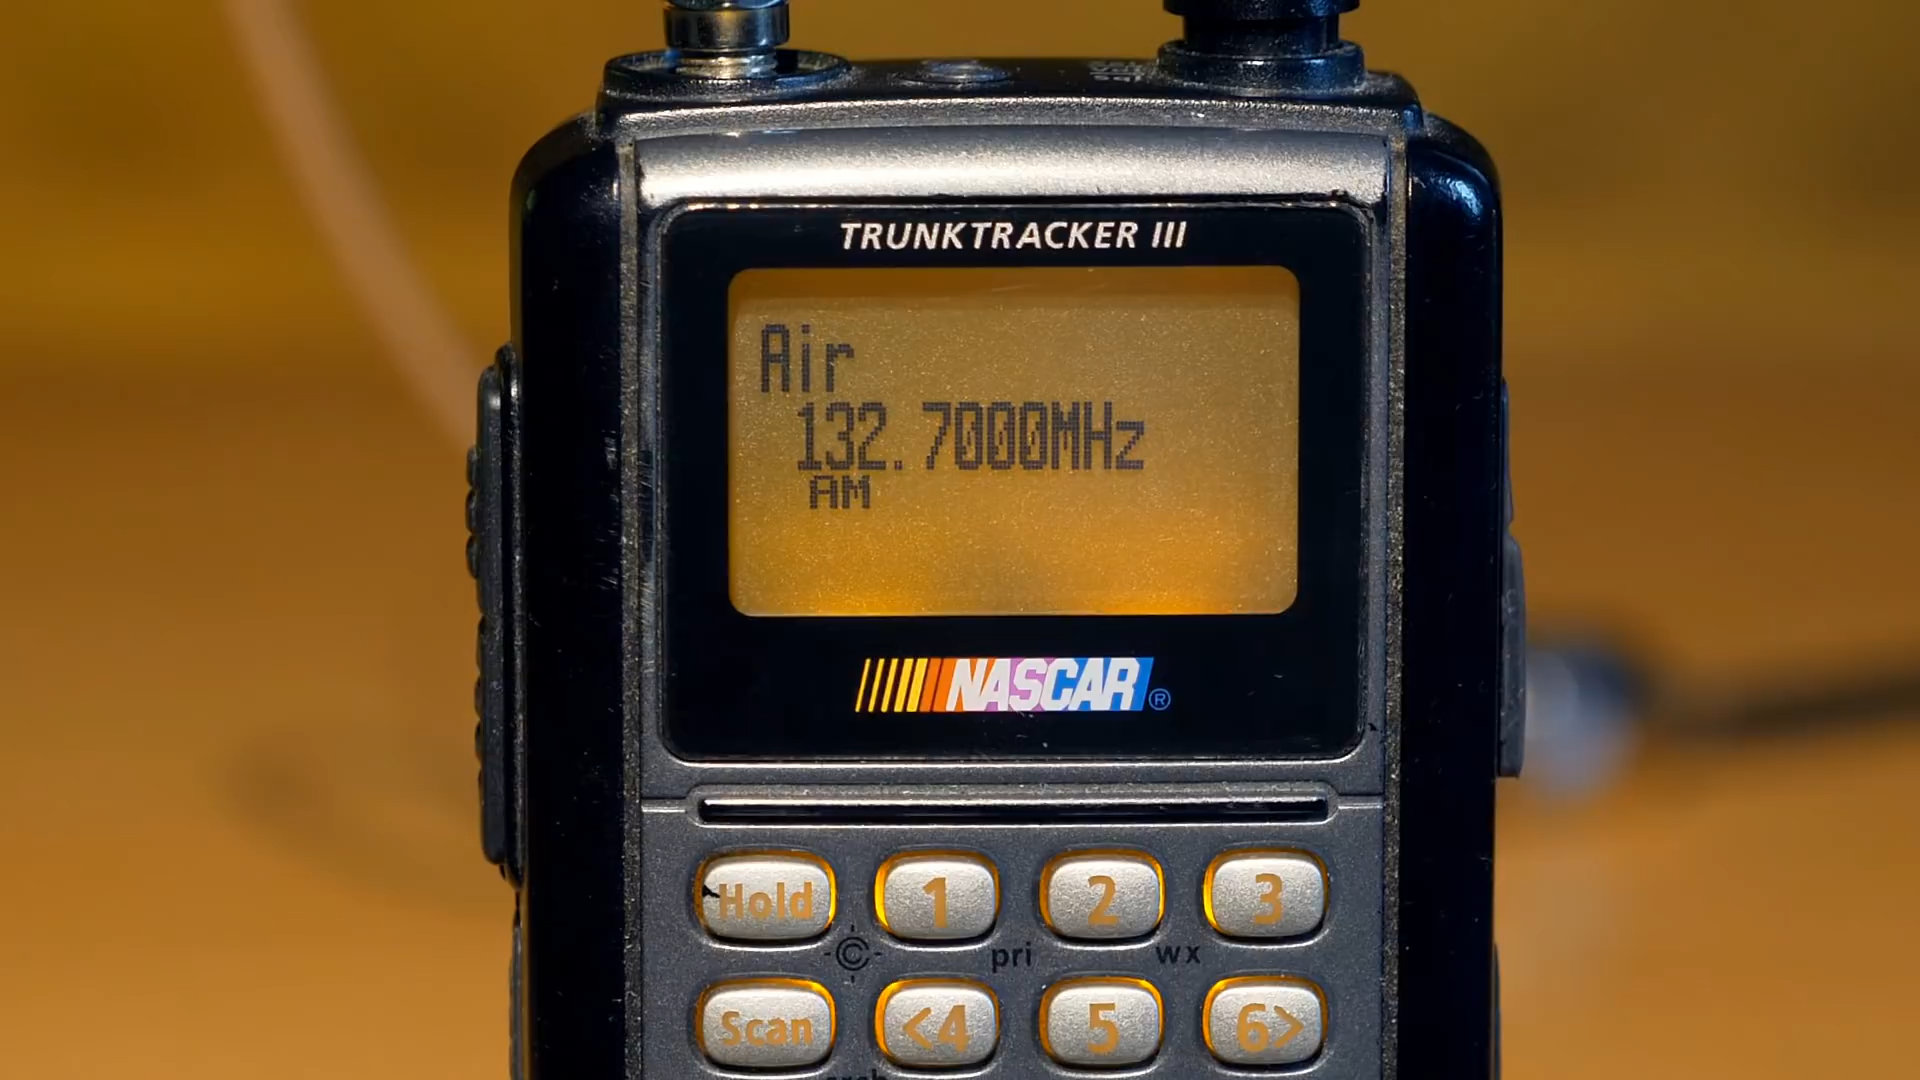 TRUNKTRACKER III
Air
132.7000MHz
AM
NASCAR®
Hold 1 2 3
pri wx
Scan <4 5 6>